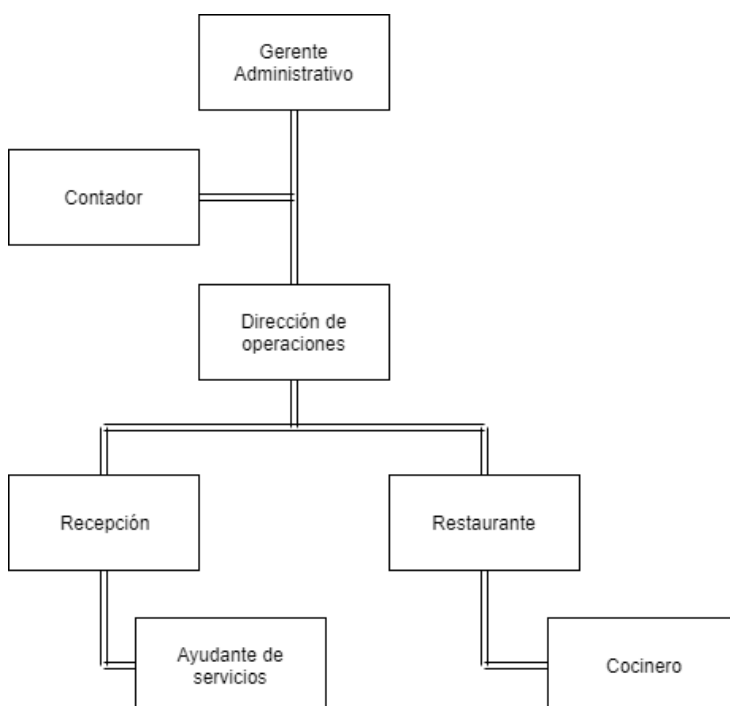 Gerente
Administrativo
Contador
Dirección de
operaciones
Recepción
Restaurante
Ayudante de
servicios
Cocinero